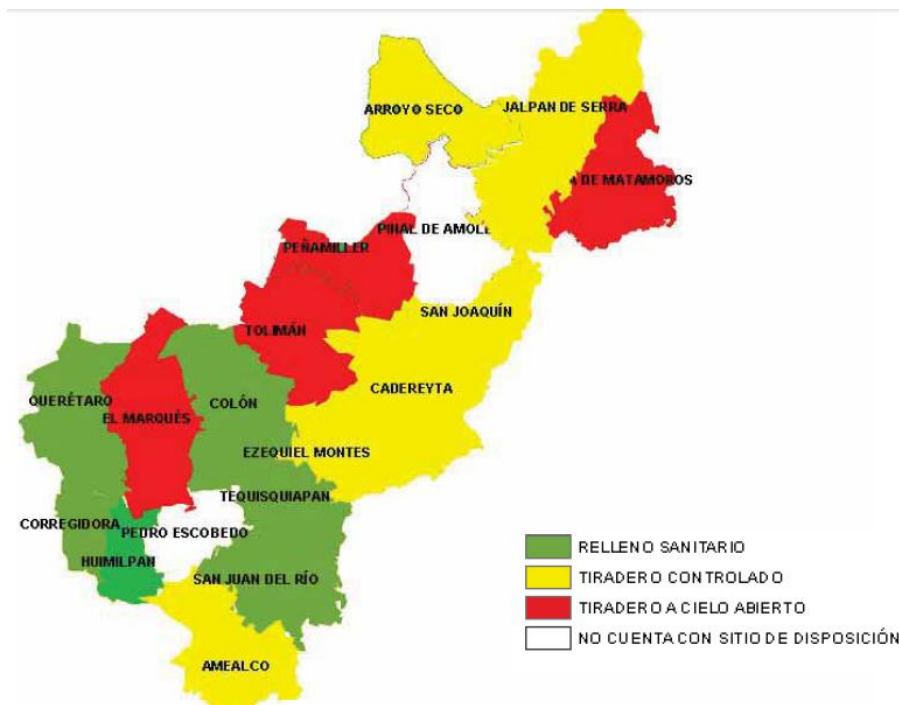 ARROYO SECO
JALPAN DE SERRA
DE MATAMOROS
PINAL DE AMOLE
PEÑAMILLER
SAN JOAQUÍN
TOLIMÁN
CADEREYTA
QUERÉTARO
COLÓN
EL MARQUÉS
EZEQUIEL MONTES
TEQUISQUIAPAN
CORREGIDORA
PEDRO ESCOBEDO
HUIMILPAN
SAN JUAN DEL RÍO
AMEALCO
RELLENO SANITARIO
TIRADERO CONTROLADO
TIRADERO A CIELO ABIERTO
NO CUENTA CON SITIO DE DISPOSICIÓN